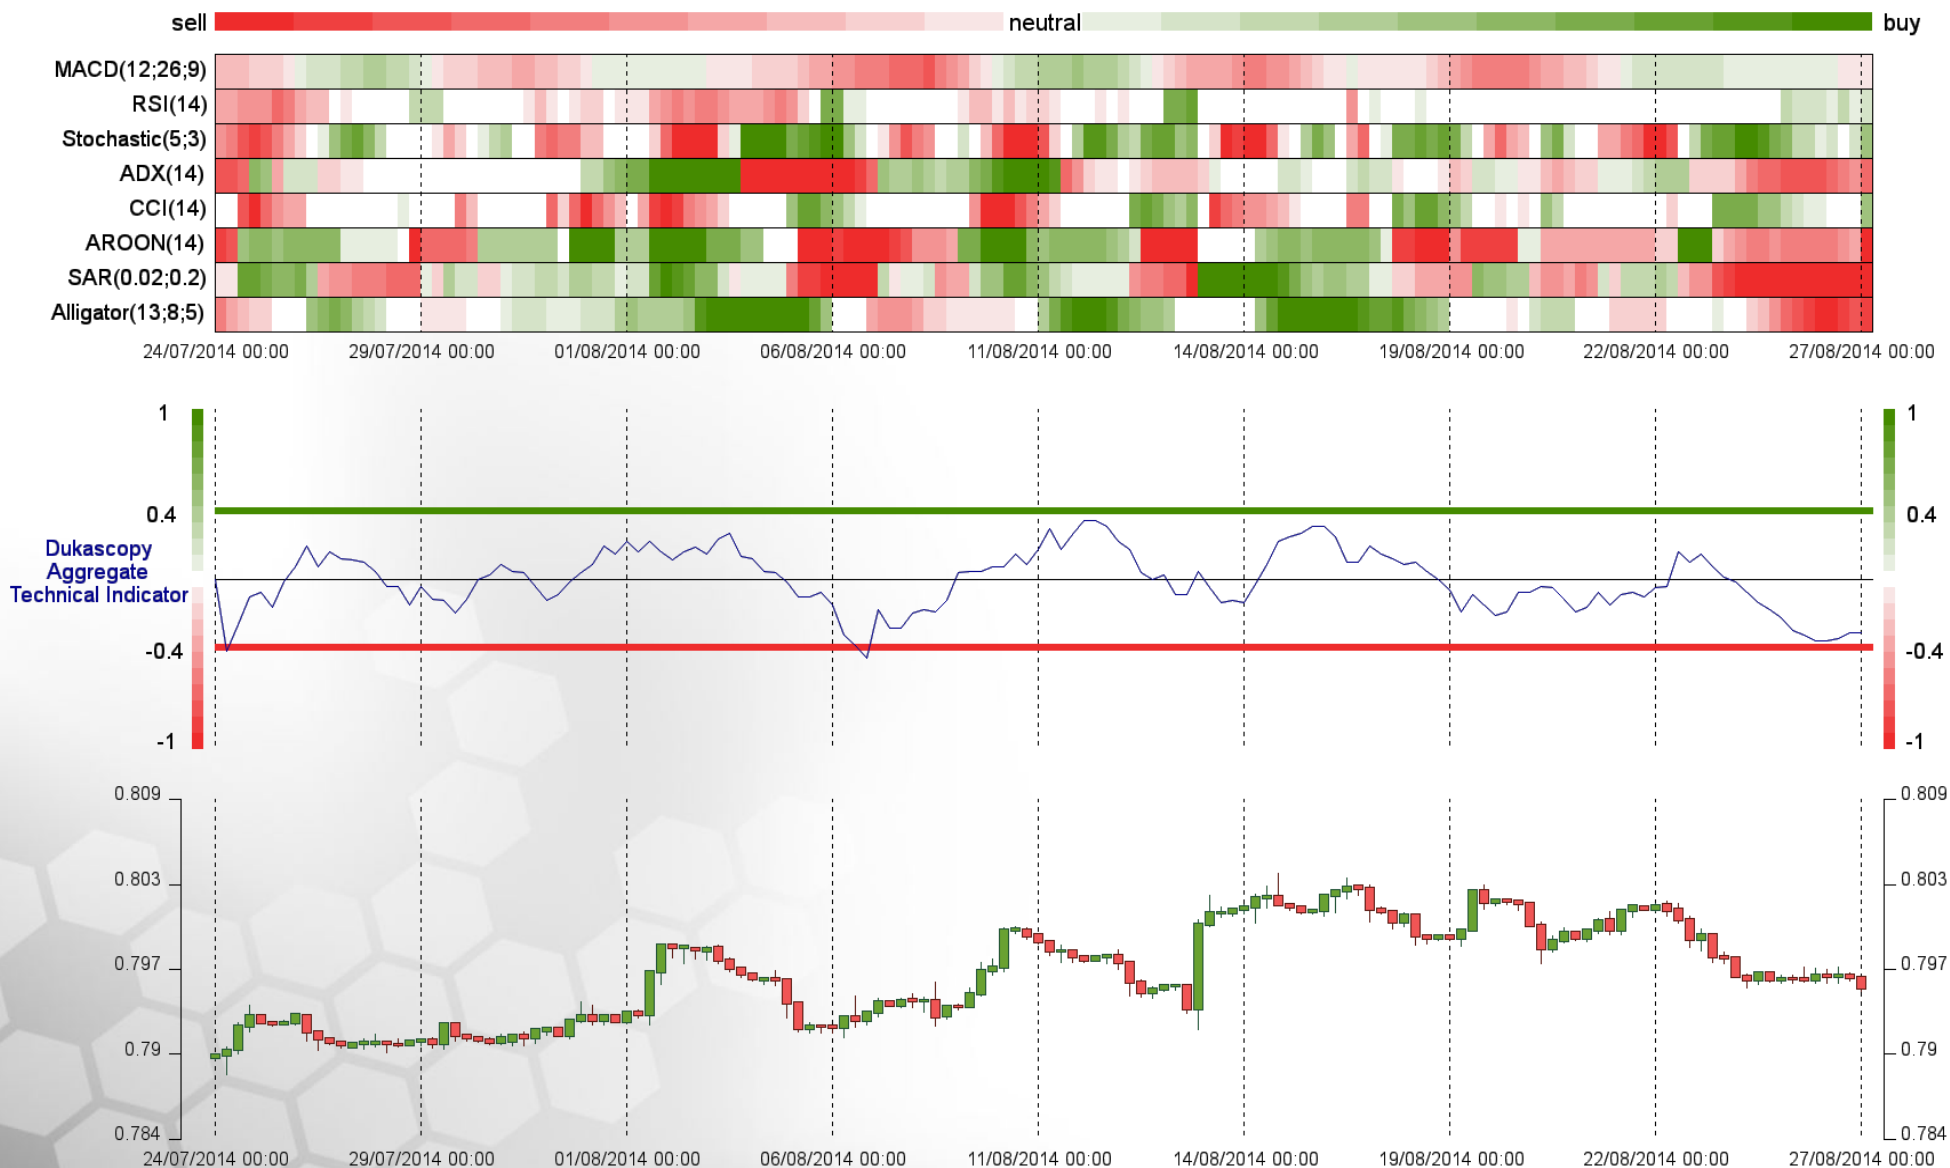 sell neutral buy
MACD(12;26;9)
RSI(14)
Stochastic(5;3)
ADX(14)
CCI(14)
AROON(14)
SAR(0.02;0.2)
Alligator(13;8;5)
24/07/2014 00:00 29/07/2014 00:00 01/08/2014 00:00 06/08/2014 00:00 11/08/2014 00:00 14/08/2014 00:00 19/08/2014 00:00 22/08/2014 00:00 27/08/2014 00:00
1 1
0.4 0.4
Dukascopy
Aggregate
Technical Indicator
-0.4 -0.4
-1 -1
0.809 0.809
0.803 0.803
0.797 0.797
0.79 0.79
0.784 0.784
24/07/2014 00:00 29/07/2014 00:00 01/08/2014 00:00 06/08/2014 00:00 11/08/2014 00:00 14/08/2014 00:00 19/08/2014 00:00 22/08/2014 00:00 27/08/2014 00:00